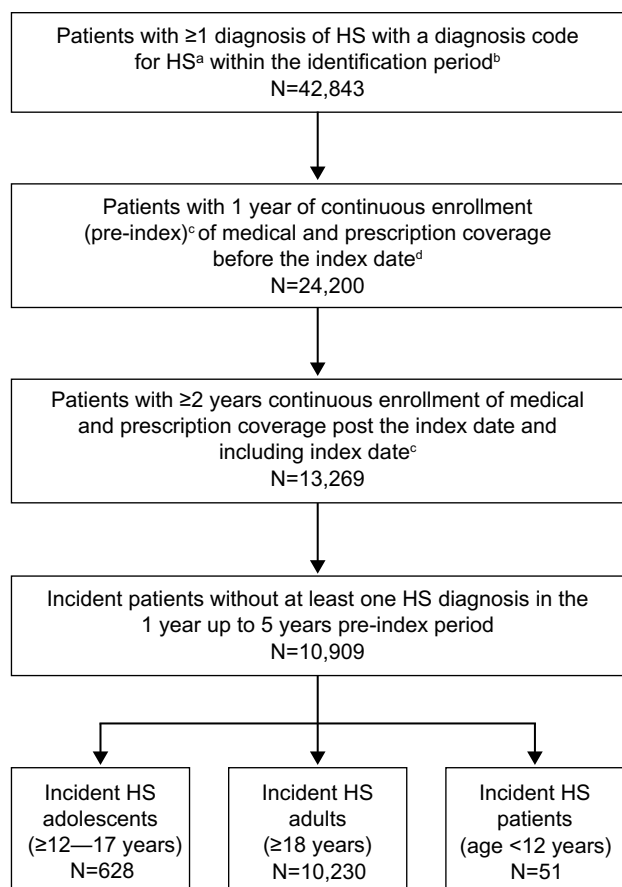 Patients with ≥1 diagnosis of HS with a diagnosis code
for HSᵃ within the identification periodᵇ
N=42,843
Patients with 1 year of continuous enrollment
(pre-index)ᶜ of medical and prescription coverage
before the index dateᵈ
N=24,200
Patients with ≥2 years continuous enrollment of medical
and prescription coverage post the index date and
including index dateᶜ
N=13,269
Incident patients without at least one HS diagnosis in the
1 year up to 5 years pre-index period
N=10,909
Incident HS
adolescents
(≥12—17 years)
N=628
Incident HS
adults
(≥18 years)
N=10,230
Incident HS
patients
(age <12 years)
N=51